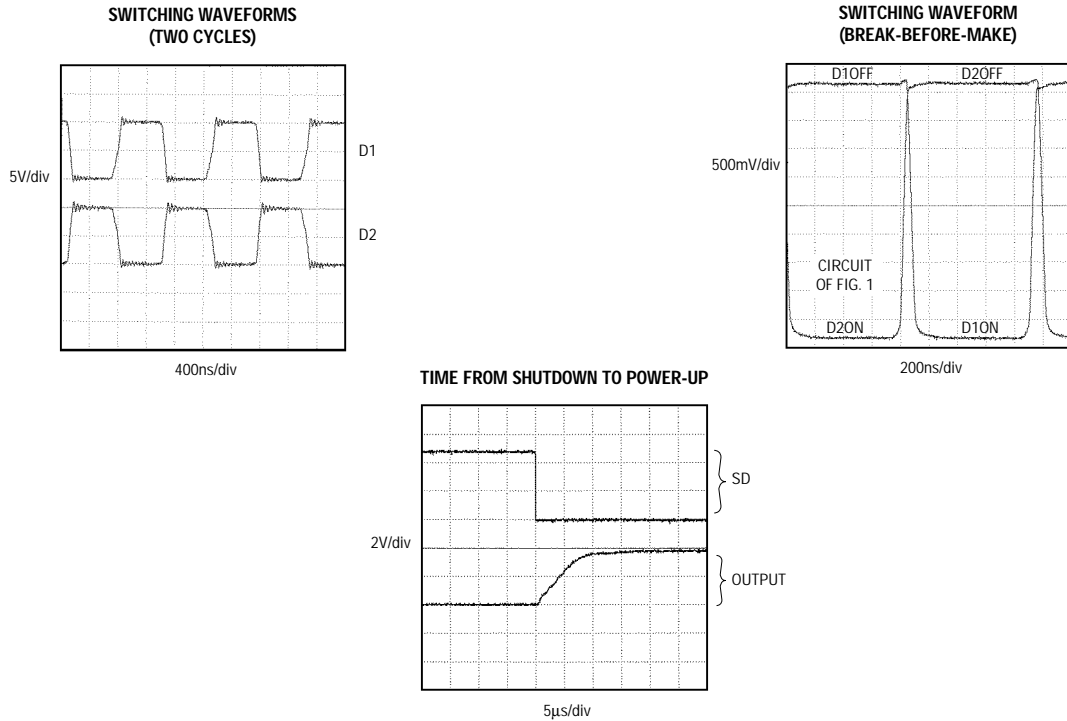 SWITCHING WAVEFORMS
(TWO CYCLES)
5V/div
D1
D2
400ns/div
SWITCHING WAVEFORM
(BREAK-BEFORE-MAKE)
D1OFF
D2OFF
500mV/div
CIRCUIT
OF FIG. 1
D2ON
D1ON
200ns/div
TIME FROM SHUTDOWN TO POWER-UP
SD
2V/div
OUTPUT
5µs/div